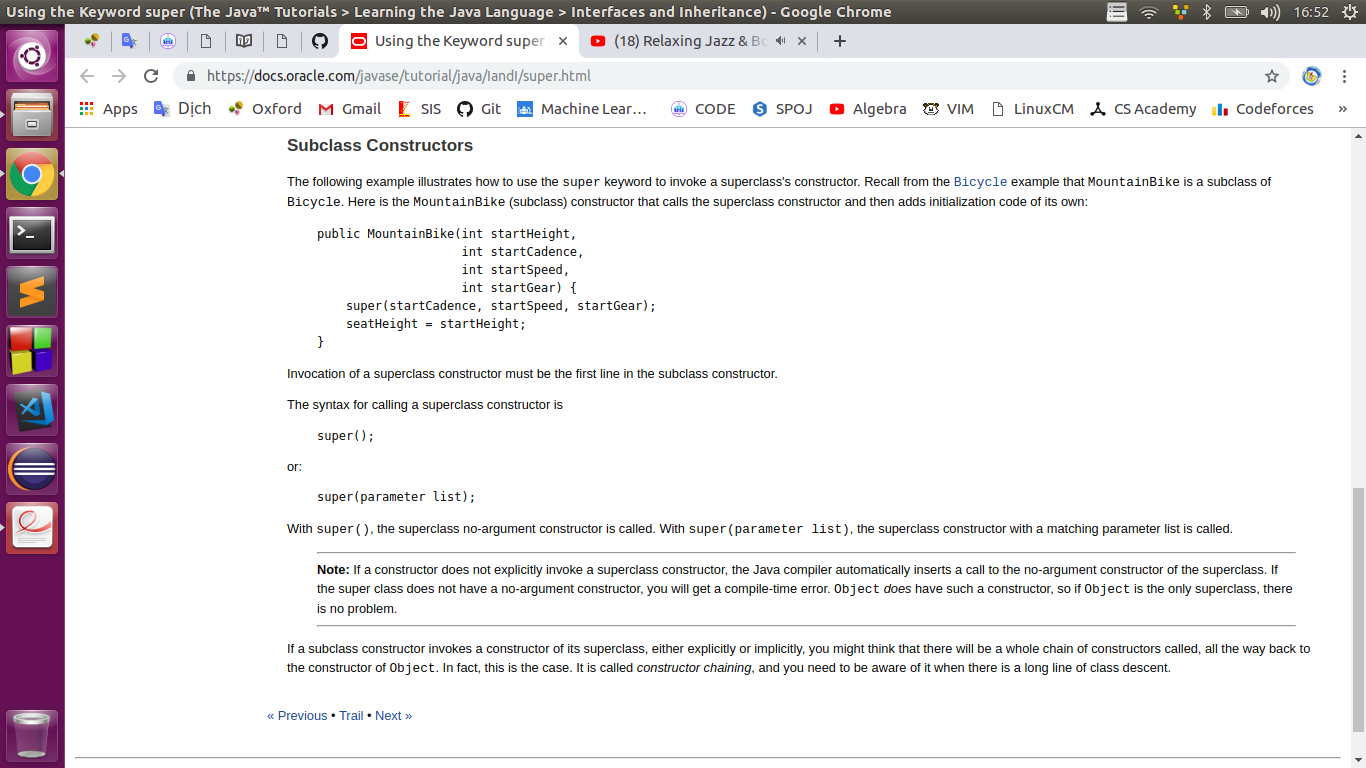 Using the Keyword super (The Java™ Tutorials > Learning the Java Language > Interfaces and Inheritance) - Google Chrome
16:52
Using the Keyword super
(18) Relaxing Jazz & Bo
https://docs.oracle.com/javase/tutorial/java/IandI/super.html
Apps Dịch Oxford Gmail SIS Git Machine Lear… CODE SPOJ Algebra VIM LinuxCM CS Academy Codeforces »
Subclass Constructors
The following example illustrates how to use the super keyword to invoke a superclass's constructor. Recall from the Bicycle example that MountainBike is a subclass of
Bicycle. Here is the MountainBike (subclass) constructor that calls the superclass constructor and then adds initialization code of its own:
public MountainBike(int startHeight,
int startCadence,
int startSpeed,
int startGear) {
super(startCadence, startSpeed, startGear);
seatHeight = startHeight;
}
Invocation of a superclass constructor must be the first line in the subclass constructor.
The syntax for calling a superclass constructor is
super();
or:
super(parameter list);
With super(), the superclass no-argument constructor is called. With super(parameter list), the superclass constructor with a matching parameter list is called.
Note: If a constructor does not explicitly invoke a superclass constructor, the Java compiler automatically inserts a call to the no-argument constructor of the superclass. If
the super class does not have a no-argument constructor, you will get a compile-time error. Object does have such a constructor, so if Object is the only superclass, there
is no problem.
If a subclass constructor invokes a constructor of its superclass, either explicitly or implicitly, you might think that there will be a whole chain of constructors called, all the way back to
the constructor of Object. In fact, this is the case. It is called constructor chaining, and you need to be aware of it when there is a long line of class descent.
« Previous • Trail • Next »